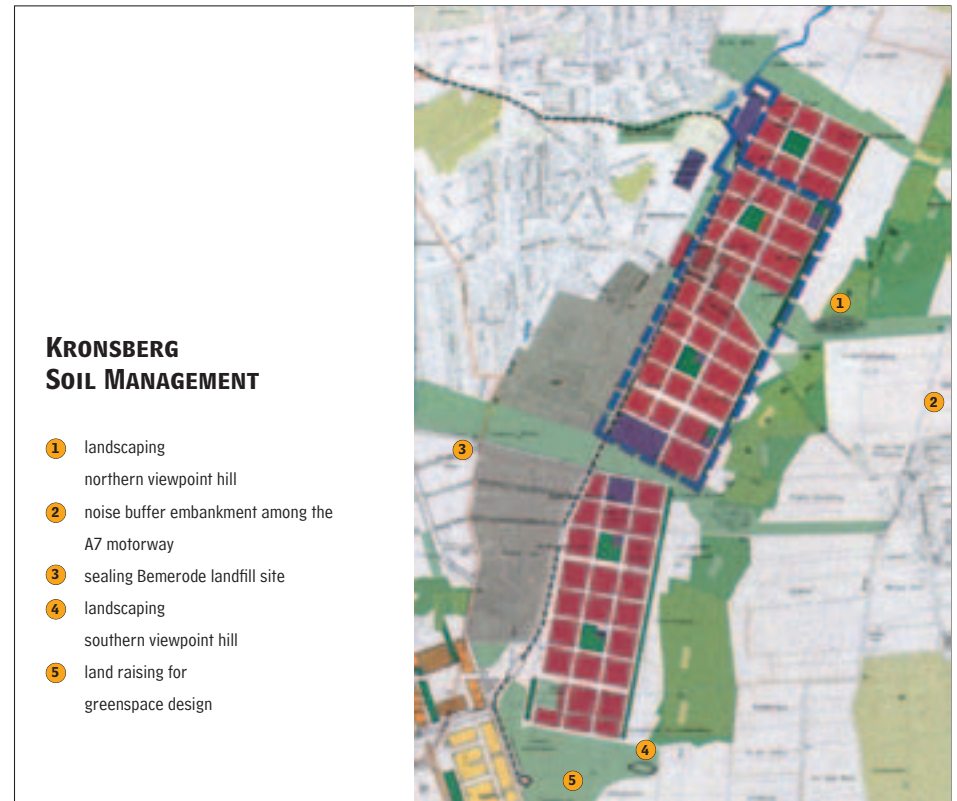 KRONSBERG
SOIL MANAGEMENT
1 landscaping
northern viewpoint hill
2 noise buffer embankment among the
A7 motorway
3 sealing Bemerode landfill site
4 landscaping
southern viewpoint hill
5 land raising for
greenspace design
1
2
3
4
5